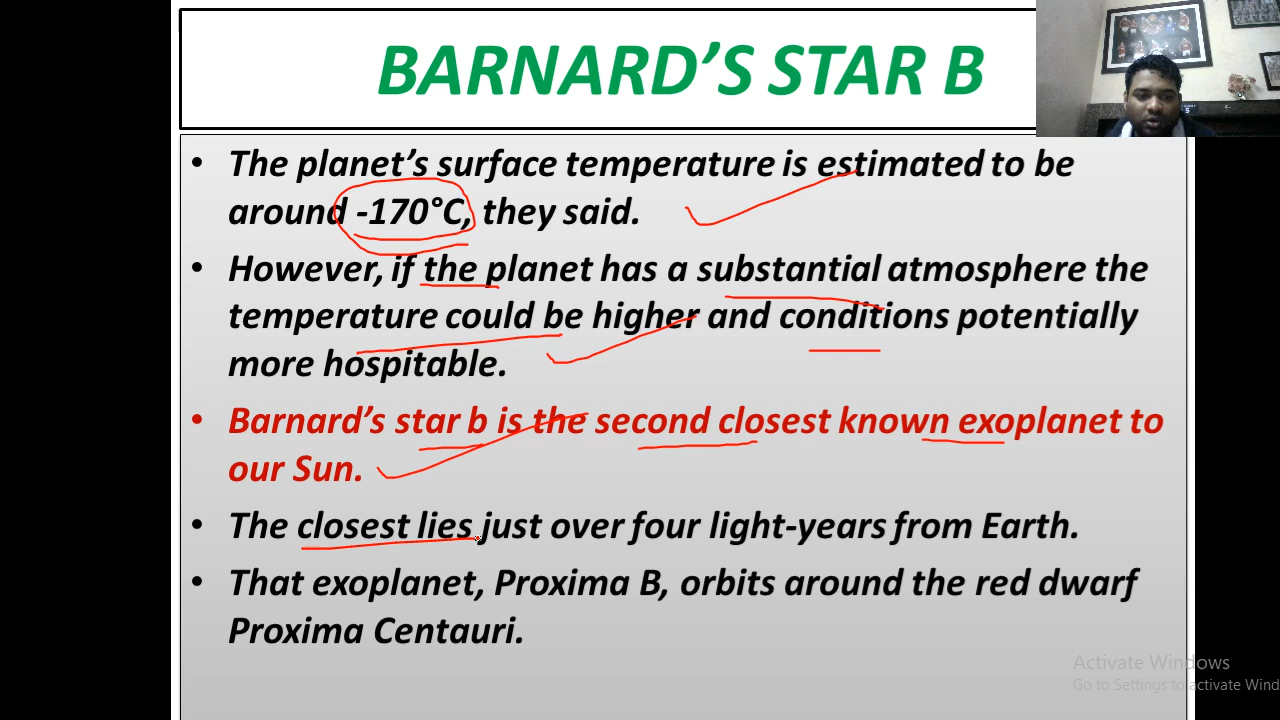 BARNARD’S STAR B
• The planet’s surface temperature is estimated to be
around -170°C, they said.
• However, if the planet has a substantial atmosphere the
temperature could be higher and conditions potentially
more hospitable.
• Barnard’s star b is the second closest known exoplanet to
our Sun.
• The closest lies just over four light-years from Earth.
• That exoplanet, Proxima B, orbits around the red dwarf
Proxima Centauri.
Activate Windows
Go to Settings to activate Wind